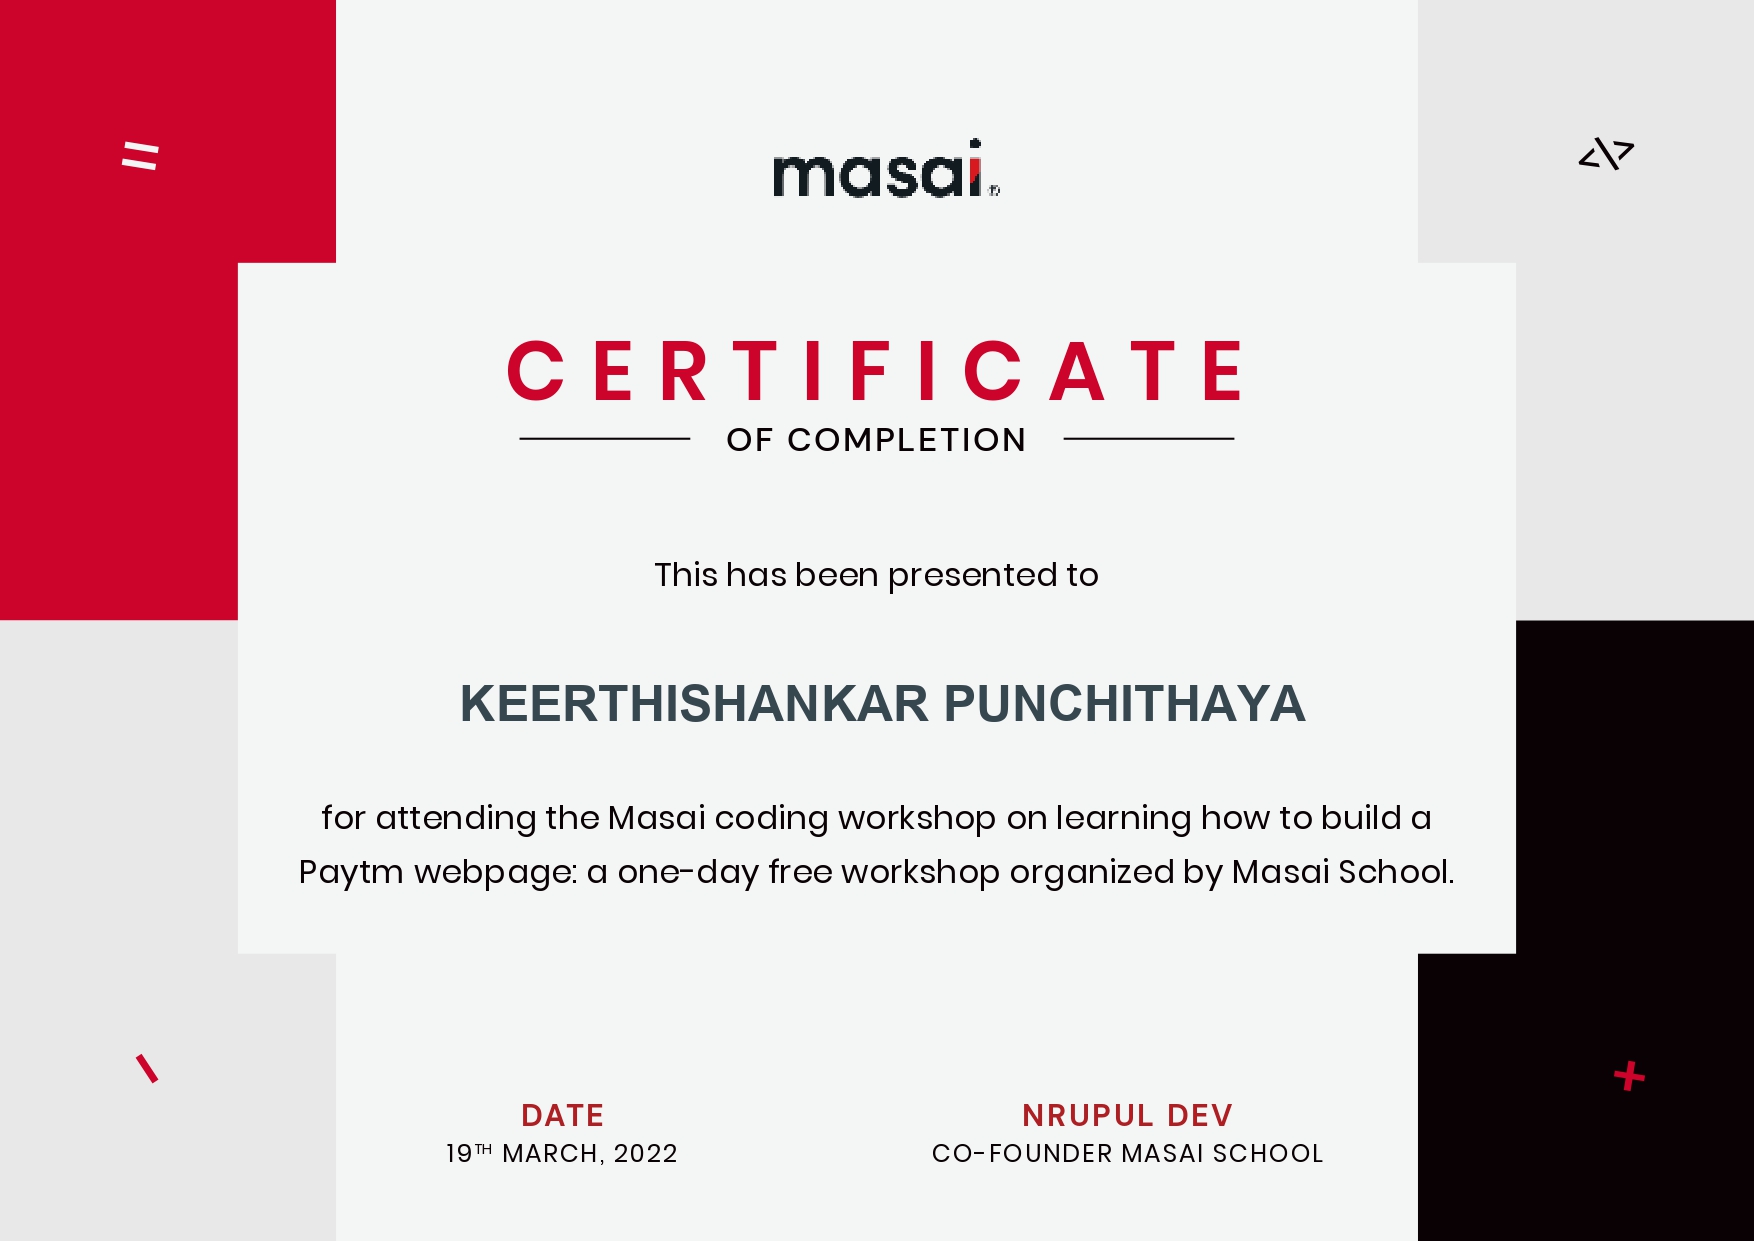 masai®
CERTIFICATE
OF COMPLETION
This has been presented to
KEERTHISHANKAR PUNCHITHAYA
for attending the Masai coding workshop on learning how to build a
Paytm webpage: a one-day free workshop organized by Masai School.
DATE
19TH MARCH, 2022
NRUPUL DEV
CO-FOUNDER MASAI SCHOOL